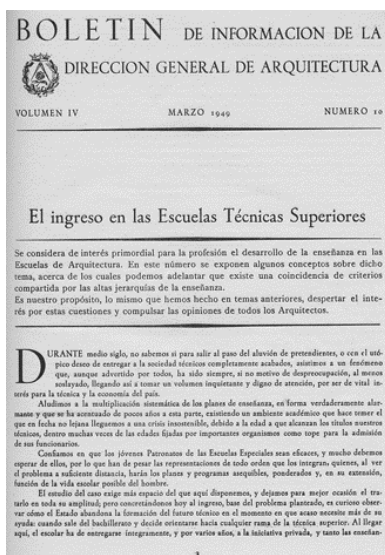 BOLETIN DE INFORMACION DE LA
DIRECCION GENERAL DE ARQUITECTURA
VOLUMEN IV MARZO 1949 NUMERO 10
El ingreso en las Escuelas Técnicas Superiores
Se considera de interés primordial para la profesión el desarrollo de la enseñanza en las
Escuelas de Arquitectura. En este número se exponen algunos conceptos sobre dicho
tema, acerca de los cuales podemos adelantar que existe una coincidencia de criterios
compartida por las altas jerarquías de la enseñanza.
Es nuestro propósito, lo mismo que hemos hecho en temas anteriores, despertar el inte-
rés por estas cuestiones y compulsar las opiniones de todos los Arquitectos.
DURANTE medio siglo, no sabemos si para salir al paso del aluvión de pretendientes, o con el utó-
pico deseo de entregar a la sociedad técnicos completamente acabados, asistimos a un fenómeno
que, aunque advertido por todos, ha sido siempre, si no motivo de despreocupación, al menos
soslayado, llegando así a tomar un volumen inquietante y digno de atención, por ser de vital in-
terés para la técnica y la economía del país.
Aludimos a la multiplicación sistemática de los planes de enseñanza, en forma verdaderamente alar-
mante y que se ha acentuado de pocos años a esta parte, existiendo un ambiente académico que hace temer el
que en fecha no lejana lleguemos a una crisis insostenible, debido a la edad a que alcanzan los títulos nuestros
técnicos, dentro muchas veces de las edades fijadas por importantes organismos como tope para la admisión
de sus funcionarios.
Confiamos en que los jóvenes Patronatos de las Escuelas Especiales sean eficaces, y mucho debemos
esperar de ellos, por lo que han de pesar las representaciones de todo orden que los integran, quienes, al ver
el problema a suficiente distancia, harán los planes y programas asequibles, ponderados y, en su extensión,
función de la vida escolar posible del hombre.
El estudio del caso exige más espacio del que aquí disponemos, y dejamos para mejor ocasión el tra-
tarlo en toda su amplitud; pero concretándonos hoy al ingreso, base del problema planteado, es curioso obser-
var cómo el Estado abandona la formación del futuro técnico en el momento en que acaso necesite más de su
ayuda: cuando sale del bachillerato y decide orientarse hacia cualquier rama de la técnica superior. Al llegar
aquí, el escolar ha de entregarse íntegramente, y por varios años, a la iniciativa privada, y tanto las enseñan-